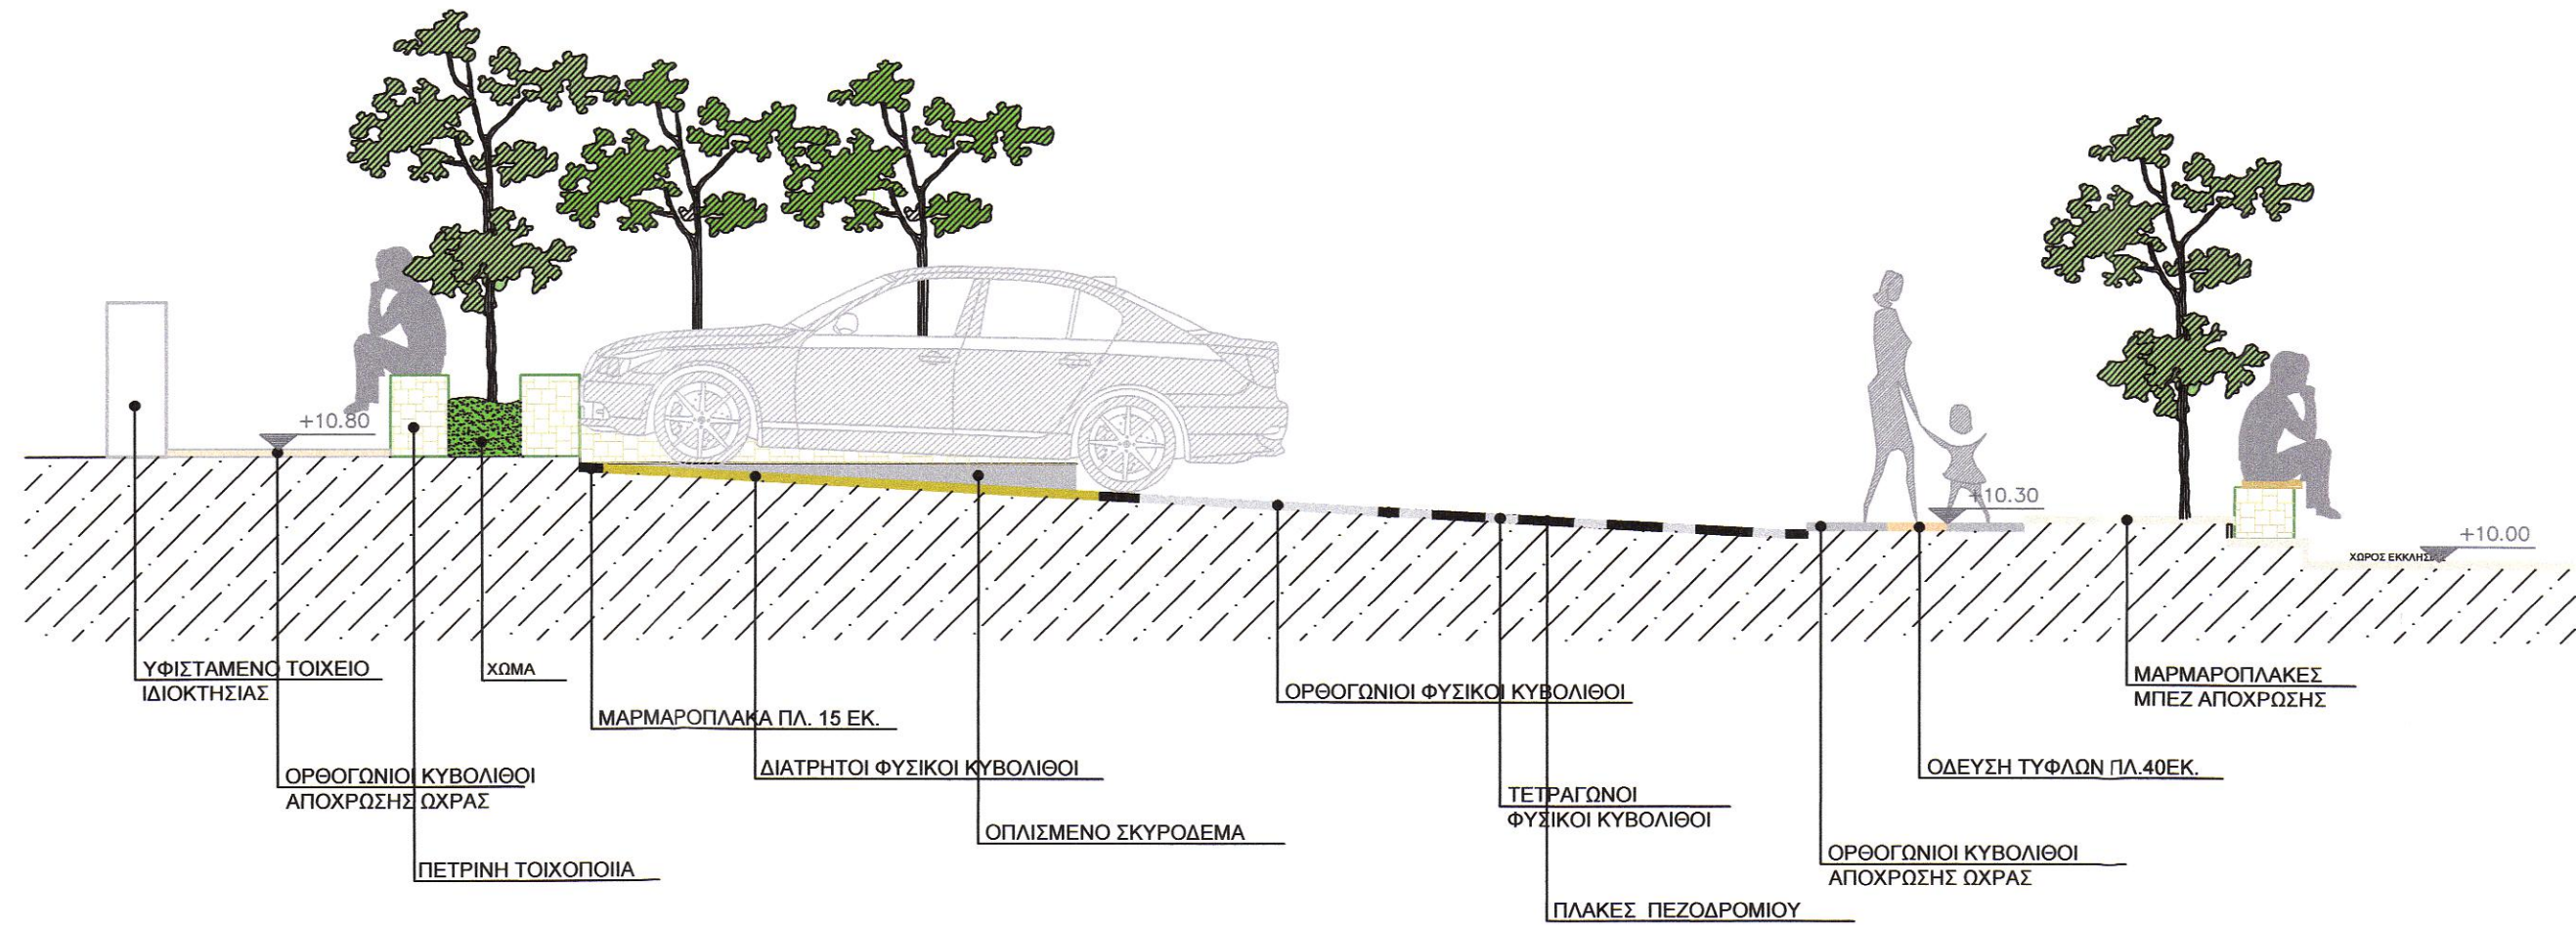 +10.80
+10.30
+10.00
ΧΩΡΟΣ ΕΚΚΛΗΣΙΑΣ
ΥΦΙΣΤΑΜΕΝΟ ΤΟΙΧΕΙΟ
ΙΔΙΟΚΤΗΣΙΑΣ
ΧΩΜΑ
ΜΑΡΜΑΡΟΠΛΑΚΑ ΠΛ. 15 ΕΚ.
ΟΡΘΟΓΩΝΙΟΙ ΦΥΣΙΚΟΙ ΚΥΒΟΛΙΘΟΙ
ΜΑΡΜΑΡΟΠΛΑΚΕΣ
ΜΠΕΖ ΑΠΟΧΡΩΣΗΣ
ΟΡΘΟΓΩΝΙΟΙ ΚΥΒΟΛΙΘΟΙ
ΑΠΟΧΡΩΣΗΣ ΩΧΡΑΣ
ΔΙΑΤΡΗΤΟΙ ΦΥΣΙΚΟΙ ΚΥΒΟΛΙΘΟΙ
ΤΕΤΡΑΓΩΝΟΙ
ΦΥΣΙΚΟΙ ΚΥΒΟΛΙΘΟΙ
ΟΔΕΥΣΗ ΤΥΦΛΩΝ ΠΛ.40ΕΚ.
ΟΠΛΙΣΜΕΝΟ ΣΚΥΡΟΔΕΜΑ
ΠΕΤΡΙΝΗ ΤΟΙΧΟΠΟΙΙΑ
ΟΡΘΟΓΩΝΙΟΙ ΚΥΒΟΛΙΘΟΙ
ΑΠΟΧΡΩΣΗΣ ΩΧΡΑΣ
ΠΛΑΚΕΣ ΠΕΖΟΔΡΟΜΙΟΥ